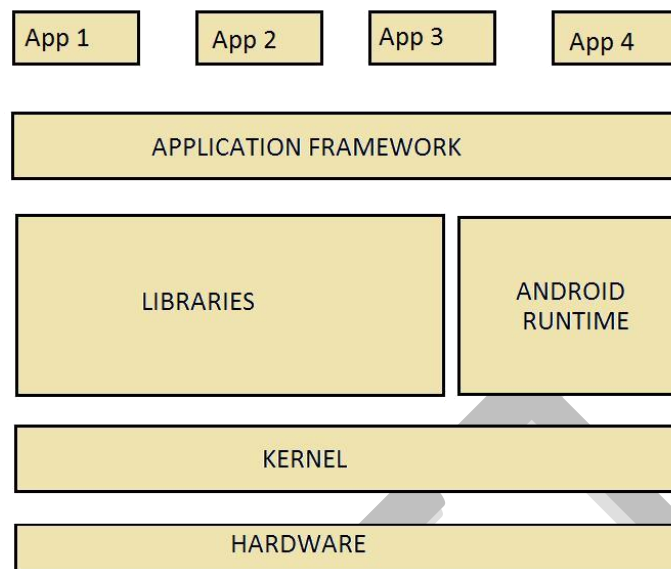 App 1
App 2
App 3
App 4
APPLICATION FRAMEWORK
LIBRARIES
ANDROID
RUNTIME
KERNEL
HARDWARE